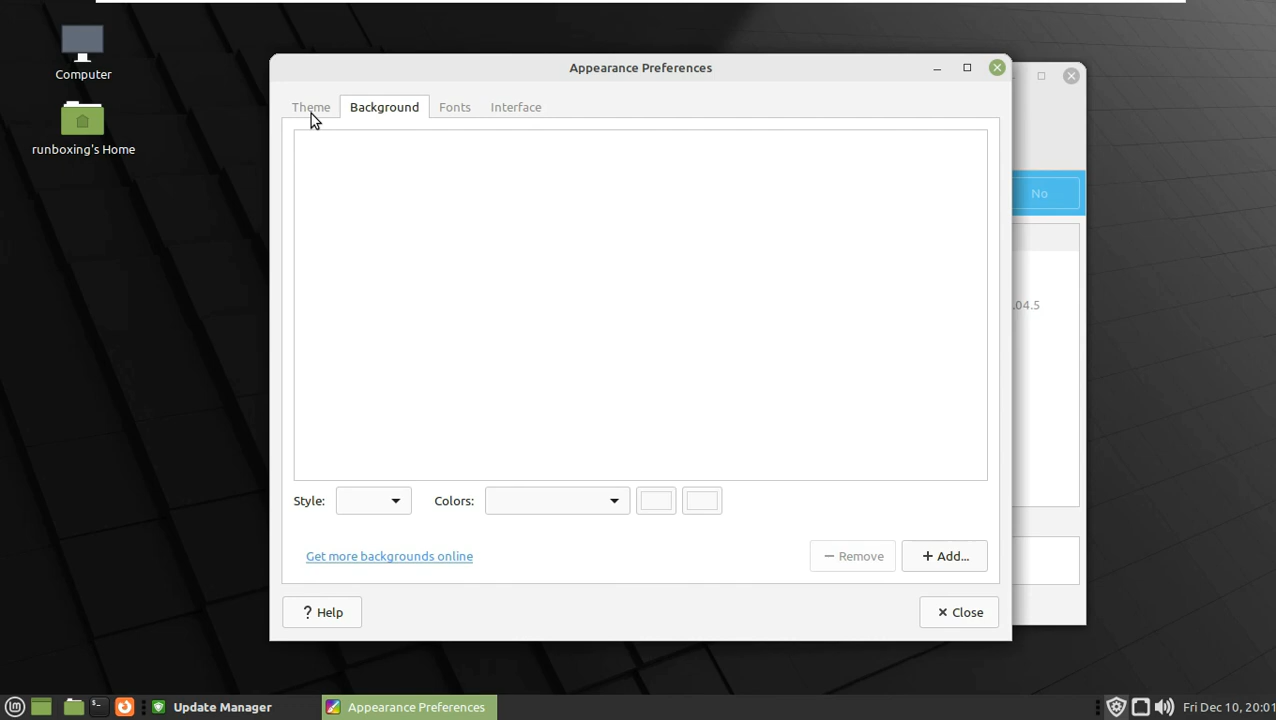 Computer
runboxing's Home
Appearance Preferences
Theme Background Fonts Interface
No
.04.5
Style: Colors:
Get more backgrounds online
Remove Add...
? Help
Close
Update Manager
Appearance Preferences
Fri Dec 10, 20:01